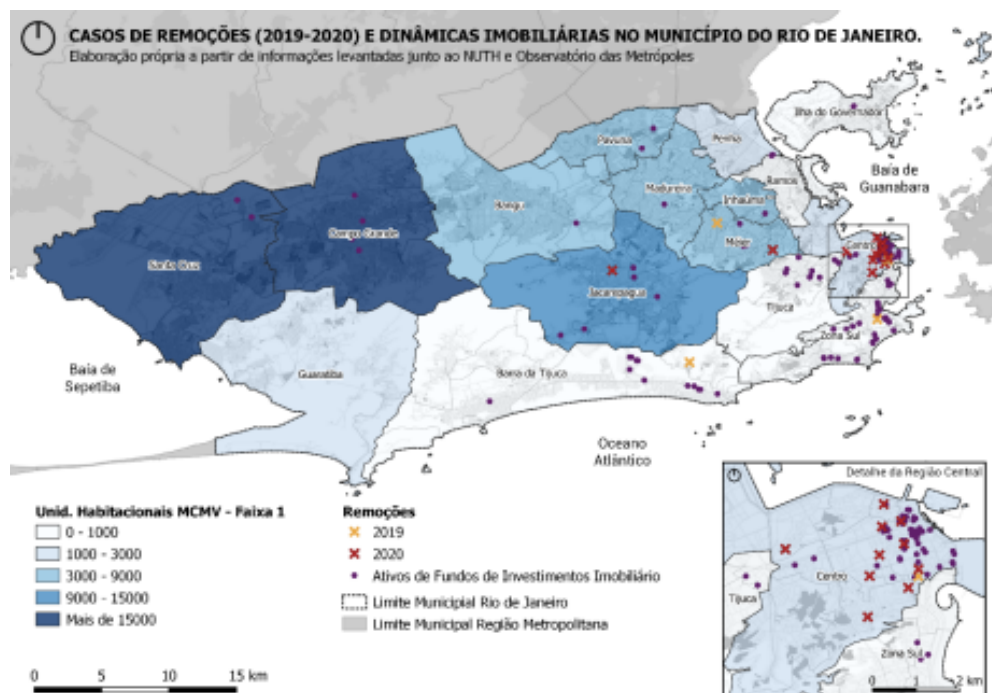 CASOS DE REMOÇÕES (2019-2020) E DINÂMICAS IMOBILIÁRIAS NO MUNICÍPIO DO RIO DE JANEIRO.
Elaboração própria a partir de informações levantadas junto ao NUTH e Observatório das Metrópoles
Ilha do Governador
Pavuna
Penha
Baía de
Guanabara
Ramos
Madureira
Inhaúma
Bangu
Méier
Campo Grande
Centro
Santa Cruz
Jacarepaguá
Tijuca
Zona Sul
Baía de
Sepetiba
Guaratiba
Barra da Tijuca
Oceano
Atlântico
Detalhe da Região Central
Centro
Tijuca
Zona Sul
0 1 2 km
Unid. Habitacionais MCMV - Faixa 1
0 - 1000
1000 - 3000
3000 - 9000
9000 - 15000
Mais de 15000
Remoções
2019
2020
Ativos de Fundos de Investimentos Imobiliário
Limite Municipial Rio de Janeiro
Limite Municipal Região Metropolitana
0 5 10 15 km